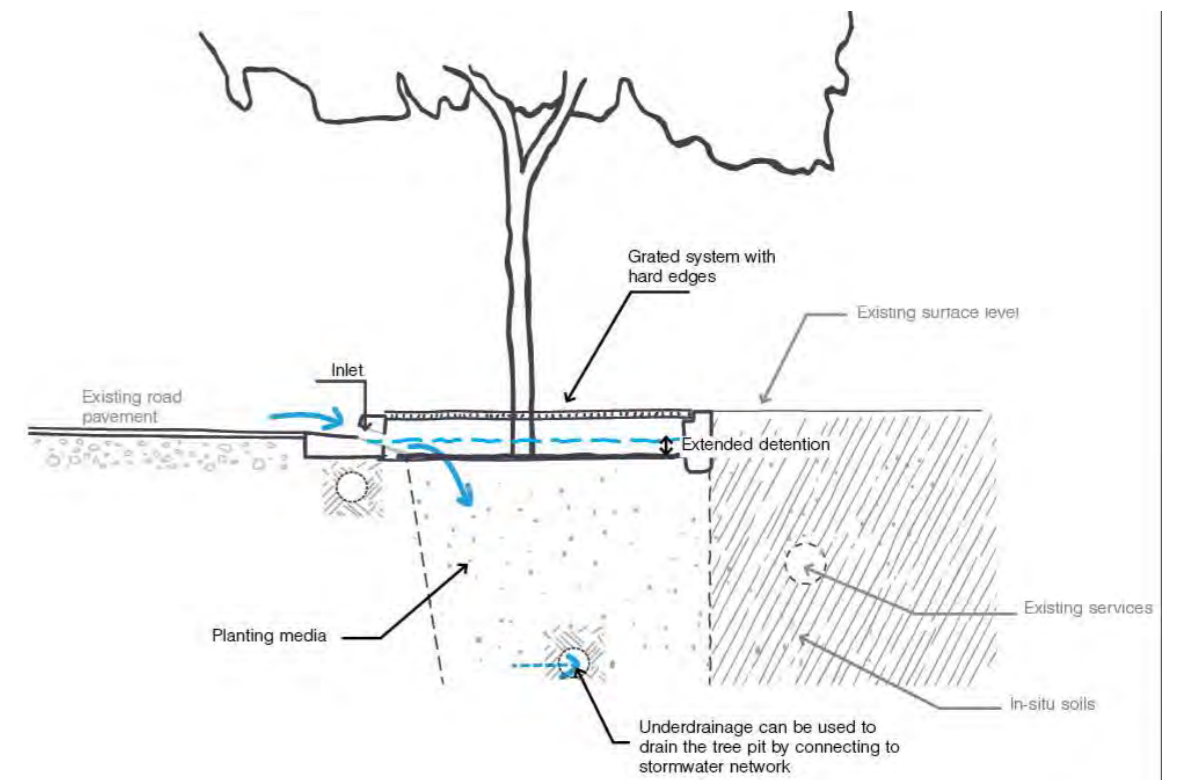 Grated system with
hard edges
Existing surface level
Inlet
Existing road
pavement
Extended detention
Existing services
Planting media
In-situ soils
Underdrainage can be used to
drain the tree pit by connecting to
stormwater network